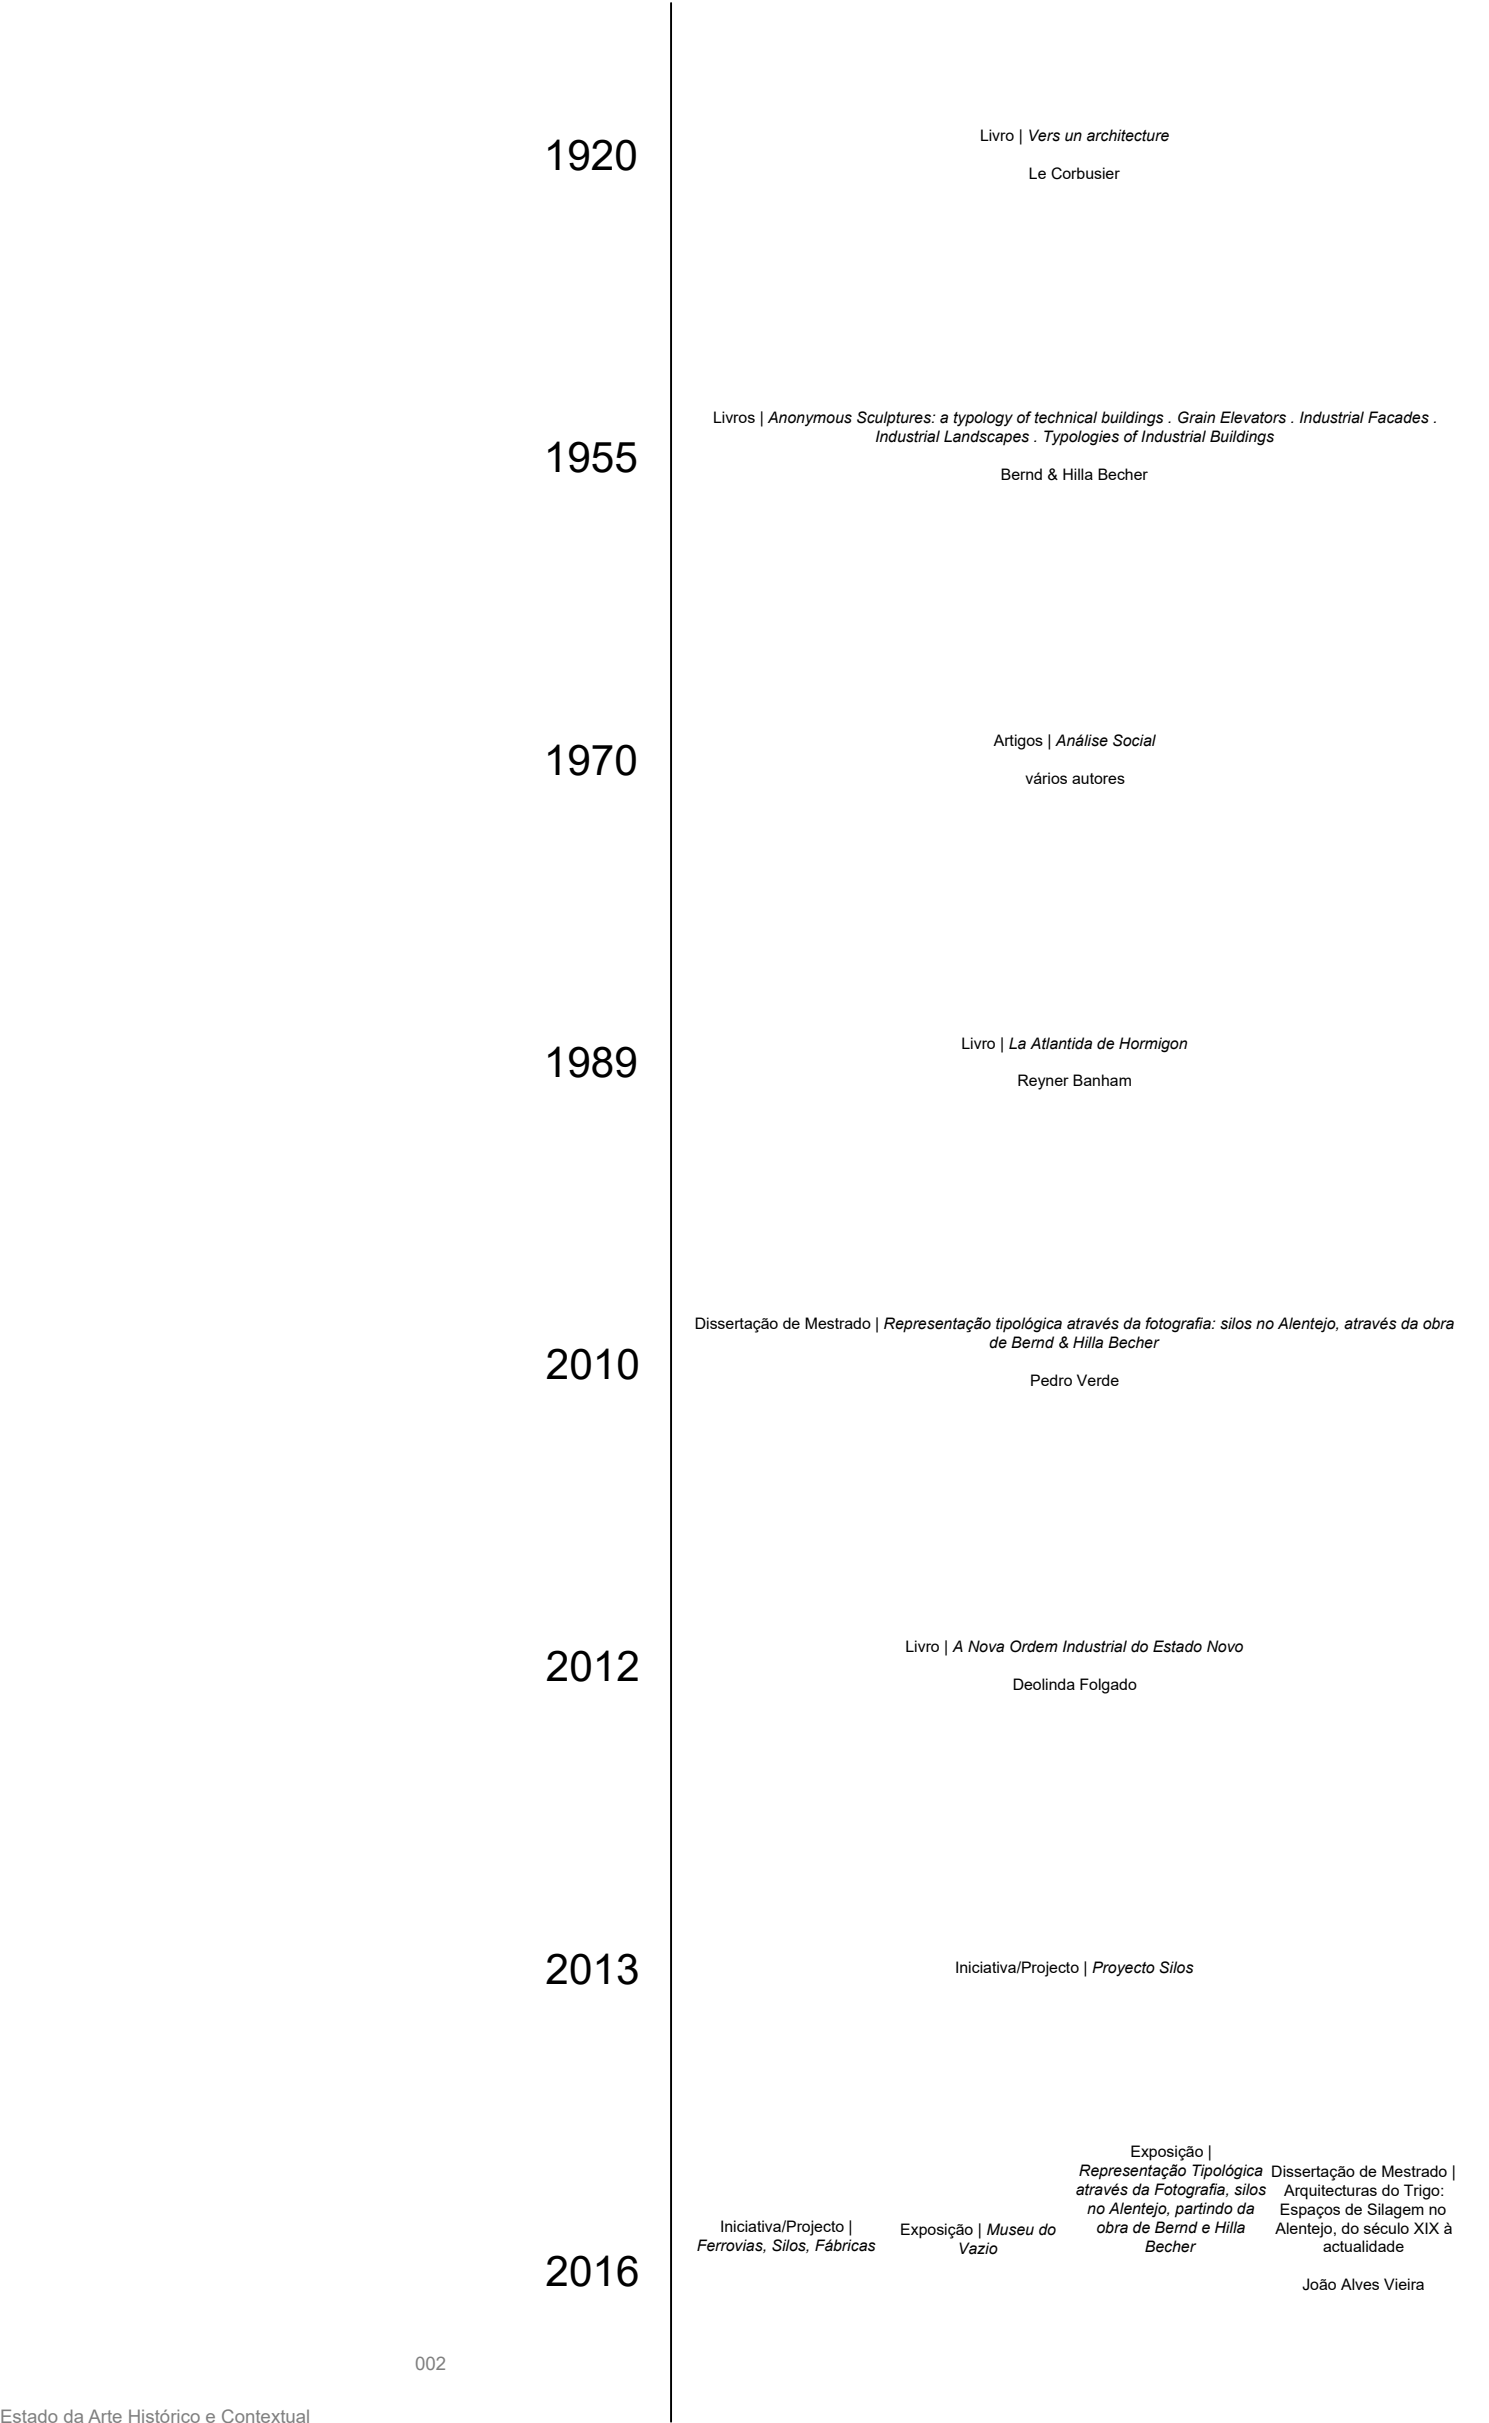 1920
Livro | Vers un architecture
Le Corbusier
1955
Livros | Anonymous Sculptures: a typology of technical buildings . Grain Elevators . Industrial Facades .
Industrial Landscapes . Typologies of Industrial Buildings
Bernd & Hilla Becher
1970
Artigos | Análise Social
vários autores
1989
Livro | La Atlantida de Hormigon
Reyner Banham
2010
Dissertação de Mestrado | Representação tipológica através da fotografia: silos no Alentejo, através da obra
de Bernd & Hilla Becher
Pedro Verde
2012
Livro | A Nova Ordem Industrial do Estado Novo
Deolinda Folgado
2013
Iniciativa/Projecto | Proyecto Silos
2016
Iniciativa/Projecto |
Ferrovias, Silos, Fábricas
Exposição | Museu do
Vazio
Exposição |
Representação Tipológica
através da Fotografia, silos
no Alentejo, partindo da
obra de Bernd e Hilla
Becher
Dissertação de Mestrado |
Arquitecturas do Trigo:
Espaços de Silagem no
Alentejo, do século XIX à
actualidade
João Alves Vieira
002
Estado da Arte Histórico e Contextual